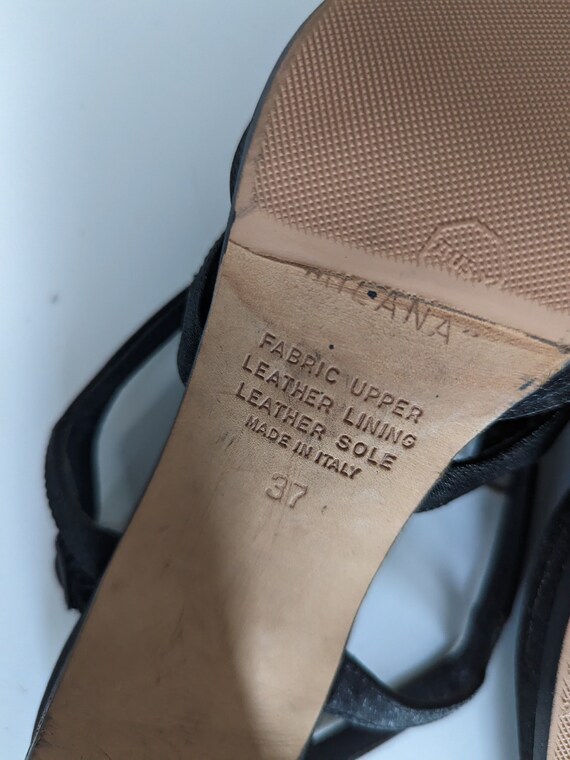 FABRIC UPPER
LEATHER LINING
LEATHER SOLE
MADE IN ITALY
37